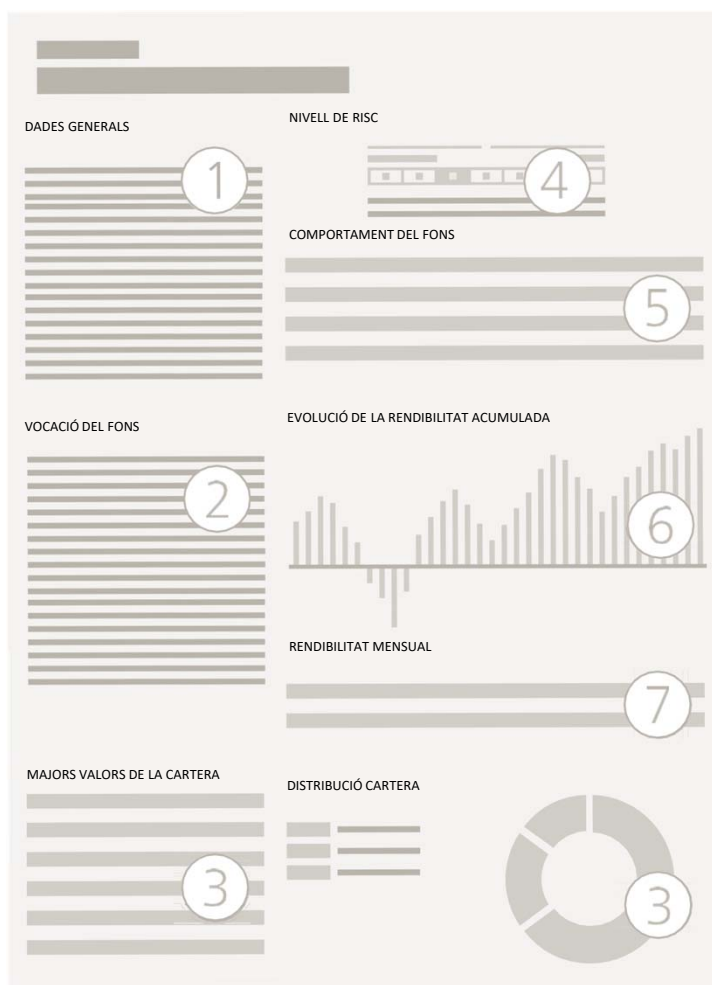 DADES GENERALS
1
VOCACIÓ DEL FONS
2
MAJORS VALORS DE LA CARTERA
3
NIVELL DE RISC
4
COMPORTAMENT DEL FONS
5
EVOLUCIÓ DE LA RENDIBILITAT ACUMULADA
6
RENDIBILITAT MENSUAL
7
DISTRIBUCIÓ CARTERA
3